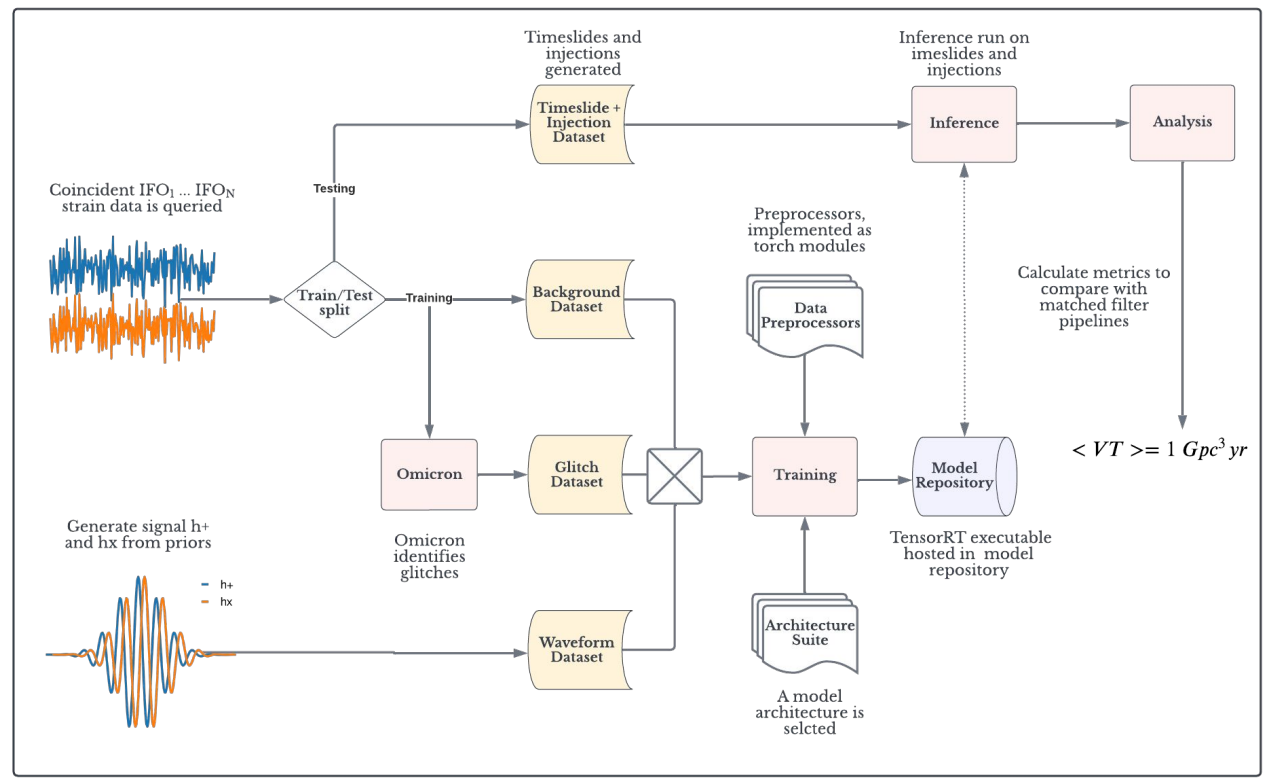 Timeslides and
injections
generated
Inference run on
imeslides and
injections
Timeslide +
Injection
Dataset
Inference
Analysis
Testing
Coincident IFO₁ ... IFO_N
strain data is queried
Preprocessors,
implemented as
torch modules
Train/Test
split
Training
Background
Dataset
Data
Preprocessors
Calculate metrics to
compare with
matched filter
pipelines
Omicron
Glitch
Dataset
Training
Model
Repository
< VT >= 1 Gpc³ yr
Generate signal h+
and hx from priors
Omicron
identifies
glitches
TensorRT executable
hosted in model
repository
h+
hx
Waveform
Dataset
Architecture
Suite
A model
architecture is
selcted